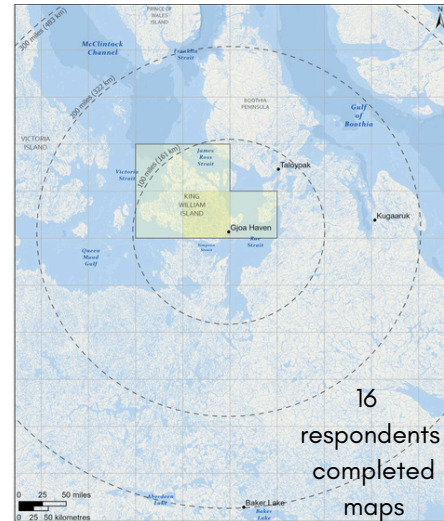 N
PRINCE OF
WALES
ISLAND
300 miles (483 km)
McClintock
Channel
Franklin
Strait
200 miles (322 km)
BOOTHIA
PENINSULA
Gulf
of
Boothia
VICTORIA
ISLAND
James
Ross
Strait
100 miles (161 km)
Victoria
Strait
Taloyoak
KING
WILLIAM
ISLAND
Kugaaruk
Gjoa Haven
Rae
Strait
Queen
Maud
Gulf
16
respondents
completed
maps
0 25 50 miles
0 25 50 kilometres
Aberdeen
Lake
Baker Lake
Baker
Lake